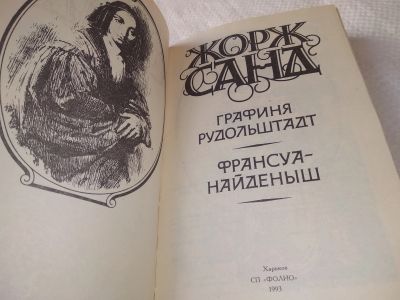 ЖОРЖ
САНД
ГРАФИНЯ
РУДОЛЬШТАДТ
ФРАНСУА-
НАЙДЕНЫШ
Харьков
СП «ФОЛИО»
1993